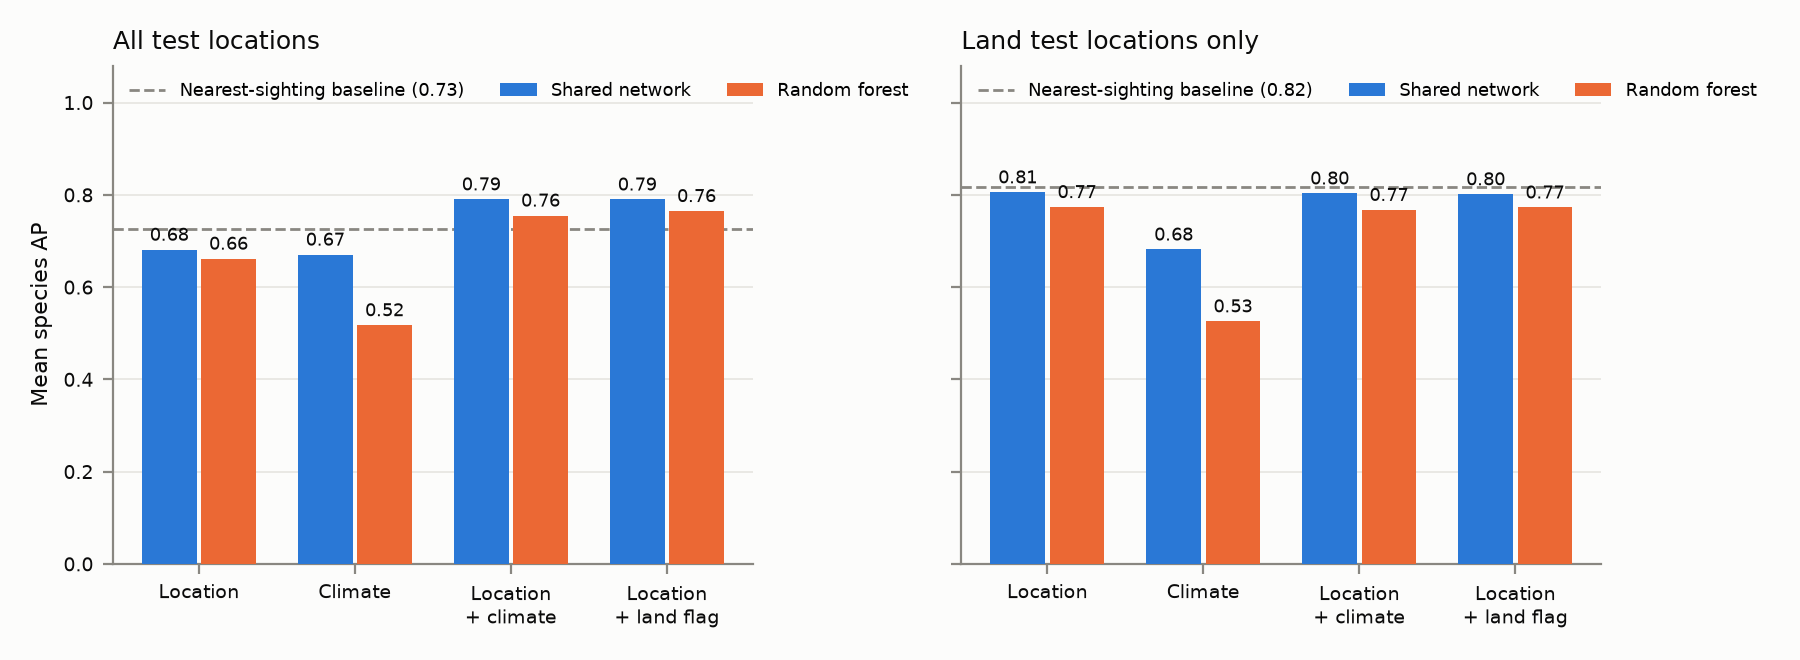 All test locations
Nearest-sighting baseline (0.73) Shared network Random forest
Mean species AP
1.0
0.8
0.6
0.4
0.2
0.0
0.68 0.66 0.67 0.52 0.79 0.76 0.79 0.76
Location Climate Location + climate Location + land flag
Land test locations only
Nearest-sighting baseline (0.82) Shared network Random forest
0.81 0.77 0.68 0.53 0.80 0.77 0.80 0.77
Location Climate Location + climate Location + land flag